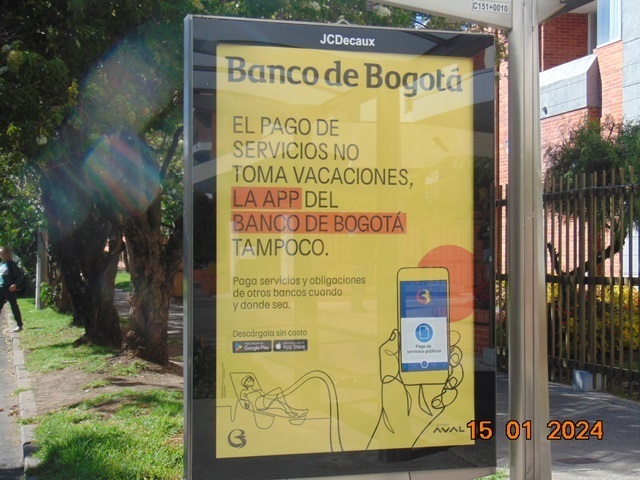 C151+0010
JCDecaux
Banco de Bogotá
EL PAGO DE
SERVICIOS NO
TOMA VACACIONES,
LA APP DEL
BANCO DE BOGOTÁ
TAMPOCO.
Paga servicios y obligaciones
de otros bancos cuando
y donde sea.
Descárgala sin costo
Google Play
App Store
Pago de
servicios públicos
AVAL
15 01 2024